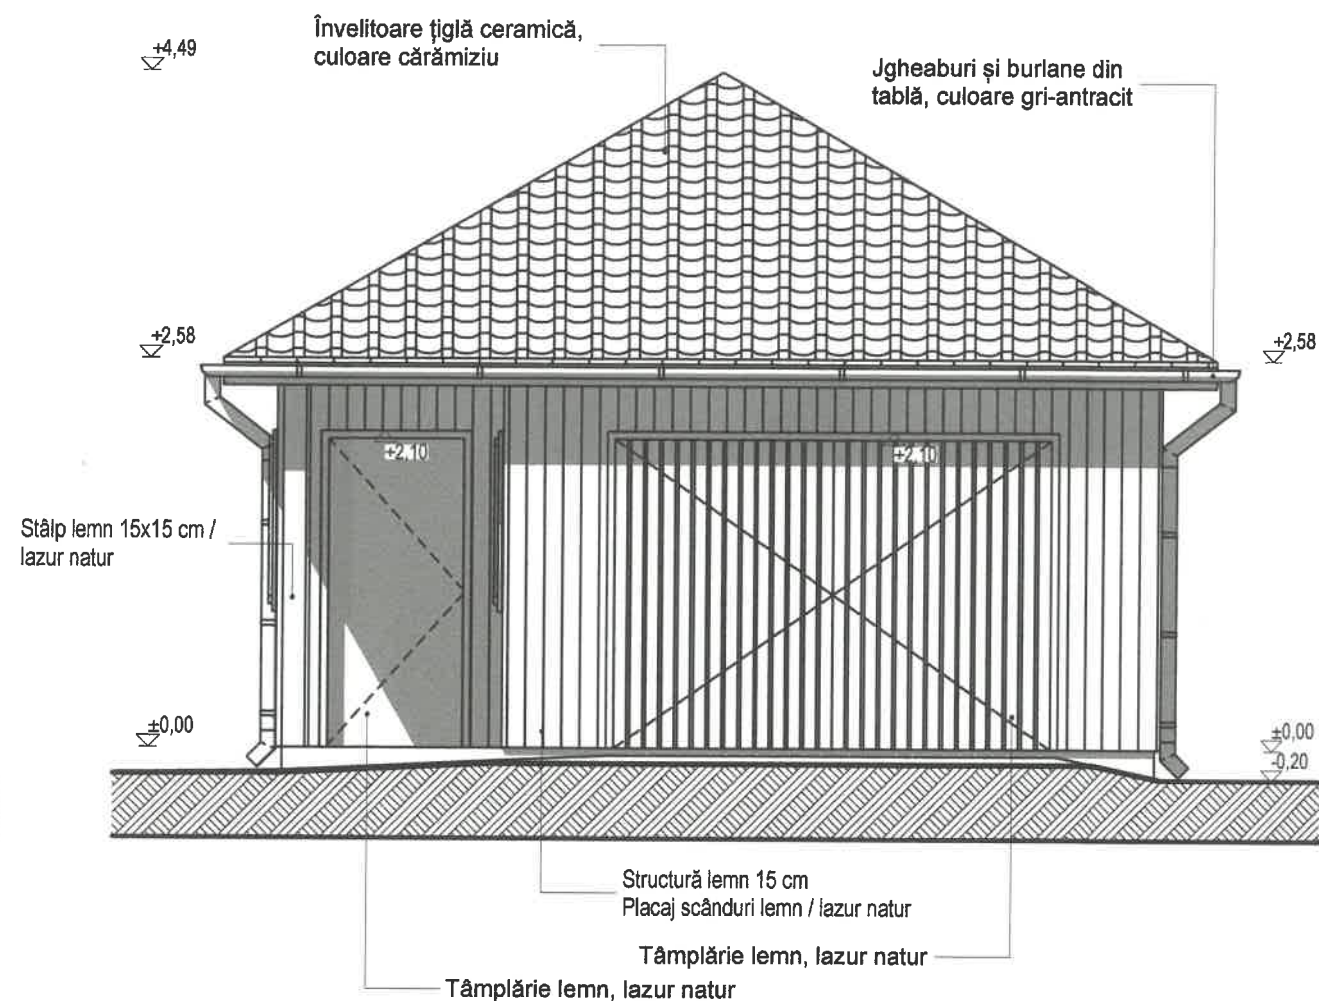 +4,49
Învelitoare țiglă ceramică,
culoare cărămiziu
Jgheaburi și burlane din
tablă, culoare gri-antracit
+2,58
+2,58
+2,10
+2,10
Stâlp lemn 15x15 cm /
lazur natur
±0,00
±0,00
-0,20
Structură lemn 15 cm
Placaj scânduri lemn / lazur natur
Tâmplărie lemn, lazur natur
Tâmplărie lemn, lazur natur